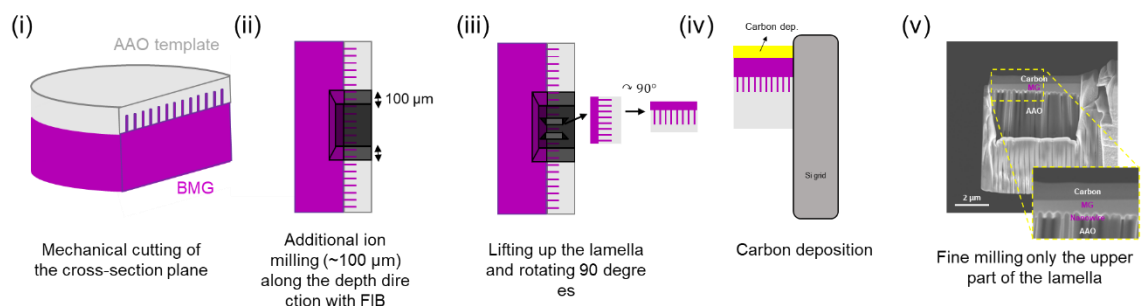 (i)
AAO template
BMG
Mechanical cutting of
the cross-section plane
(ii)
100 μm
Additional ion
milling (~100 μm)
along the depth dire
ction with FIB
(iii)
↷ 90°
Lifting up the lamella
and rotating 90 degre
es
(iv)
Carbon dep.
Si grid
Carbon deposition
(v)
Carbon
MG
AAO
2 μm
Carbon
MG
Nanowire
AAO
Fine milling only the upper
part of the lamella